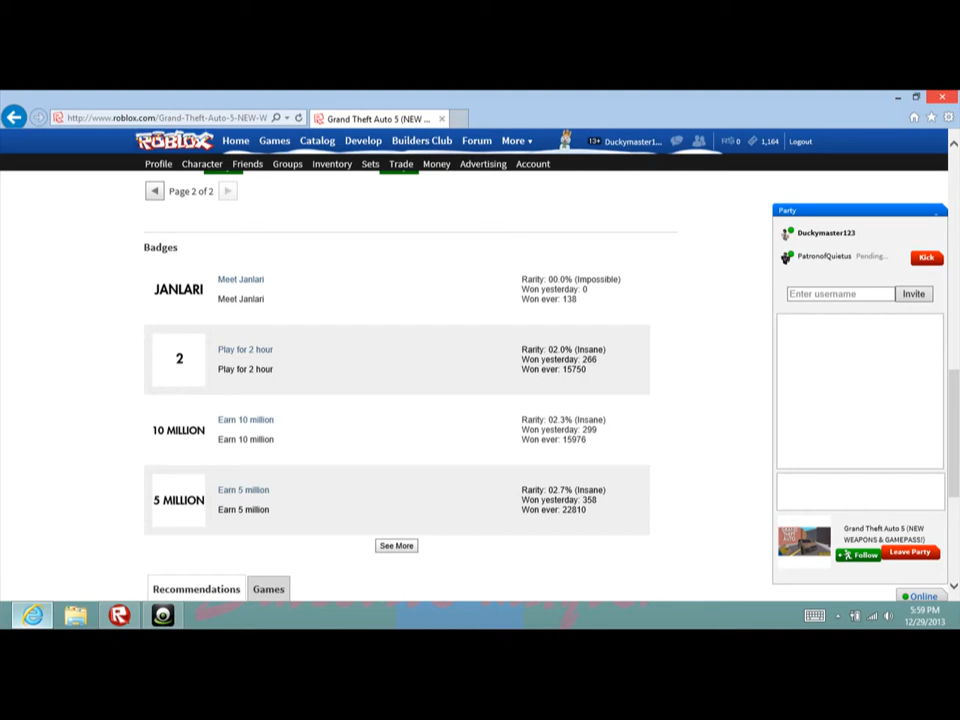 http://www.roblox.com/Grand-Theft-Auto-5-NEW-W
Grand Theft Auto 5 (NEW ...
ROBLOX
Home Games Catalog Develop Builders Club Forum More
13+ Duckymaster1... 0 1,164 Logout
Profile Character Friends Groups Inventory Sets Trade Money Advertising Account
Page 2 of 2
Badges
JANLARI
Meet Janlari
Meet Janlari
Rarity: 00.0% (Impossible)
Won yesterday: 0
Won ever: 138
2
Play for 2 hour
Play for 2 hour
Rarity: 02.0% (Insane)
Won yesterday: 266
Won ever: 15750
10 MILLION
Earn 10 million
Earn 10 million
Rarity: 02.3% (Insane)
Won yesterday: 299
Won ever: 15976
5 MILLION
Earn 5 million
Earn 5 million
Rarity: 02.7% (Insane)
Won yesterday: 358
Won ever: 22810
See More
Recommendations Games
Party
Duckymaster123
PatronofQuietus Pending... Kick
Enter username Invite
Grand Theft Auto 5 (NEW
WEAPONS & GAMEPASS!)
Follow Leave Party
Online
5:59 PM
12/29/2013